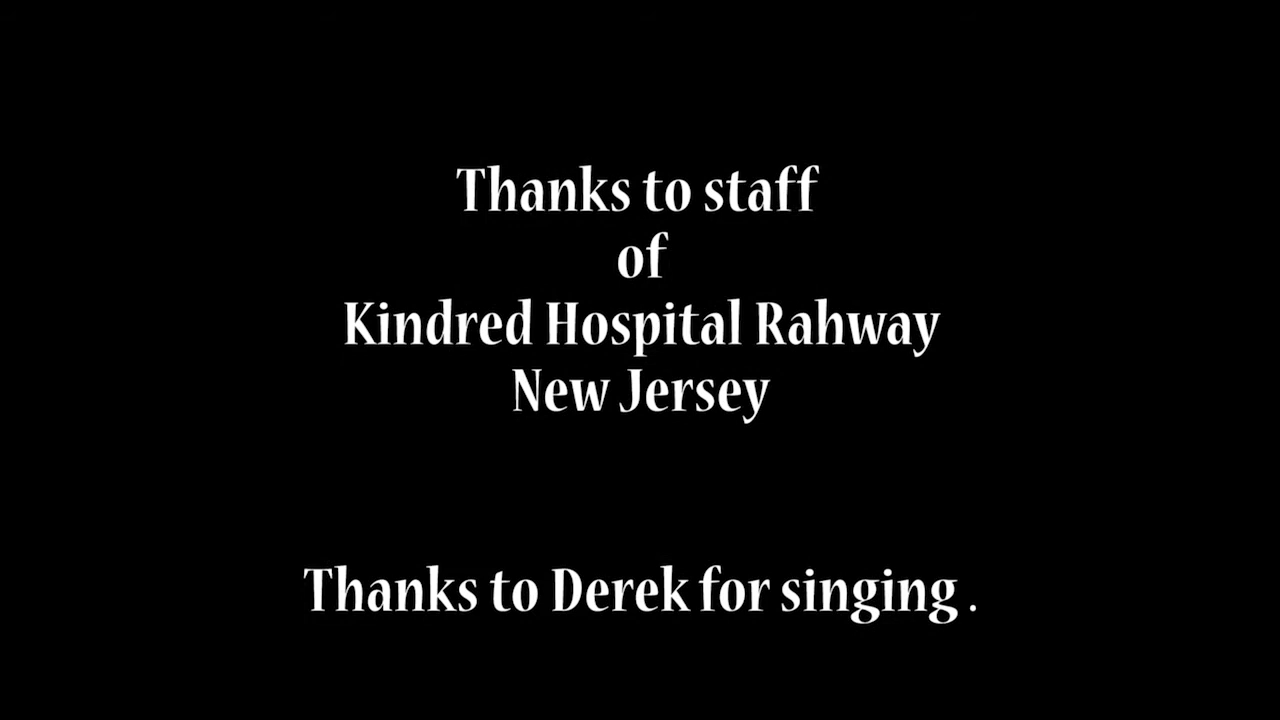 Thanks to staff
of
Kindred Hospital Rahway
New Jersey
Thanks to Derek for singing .